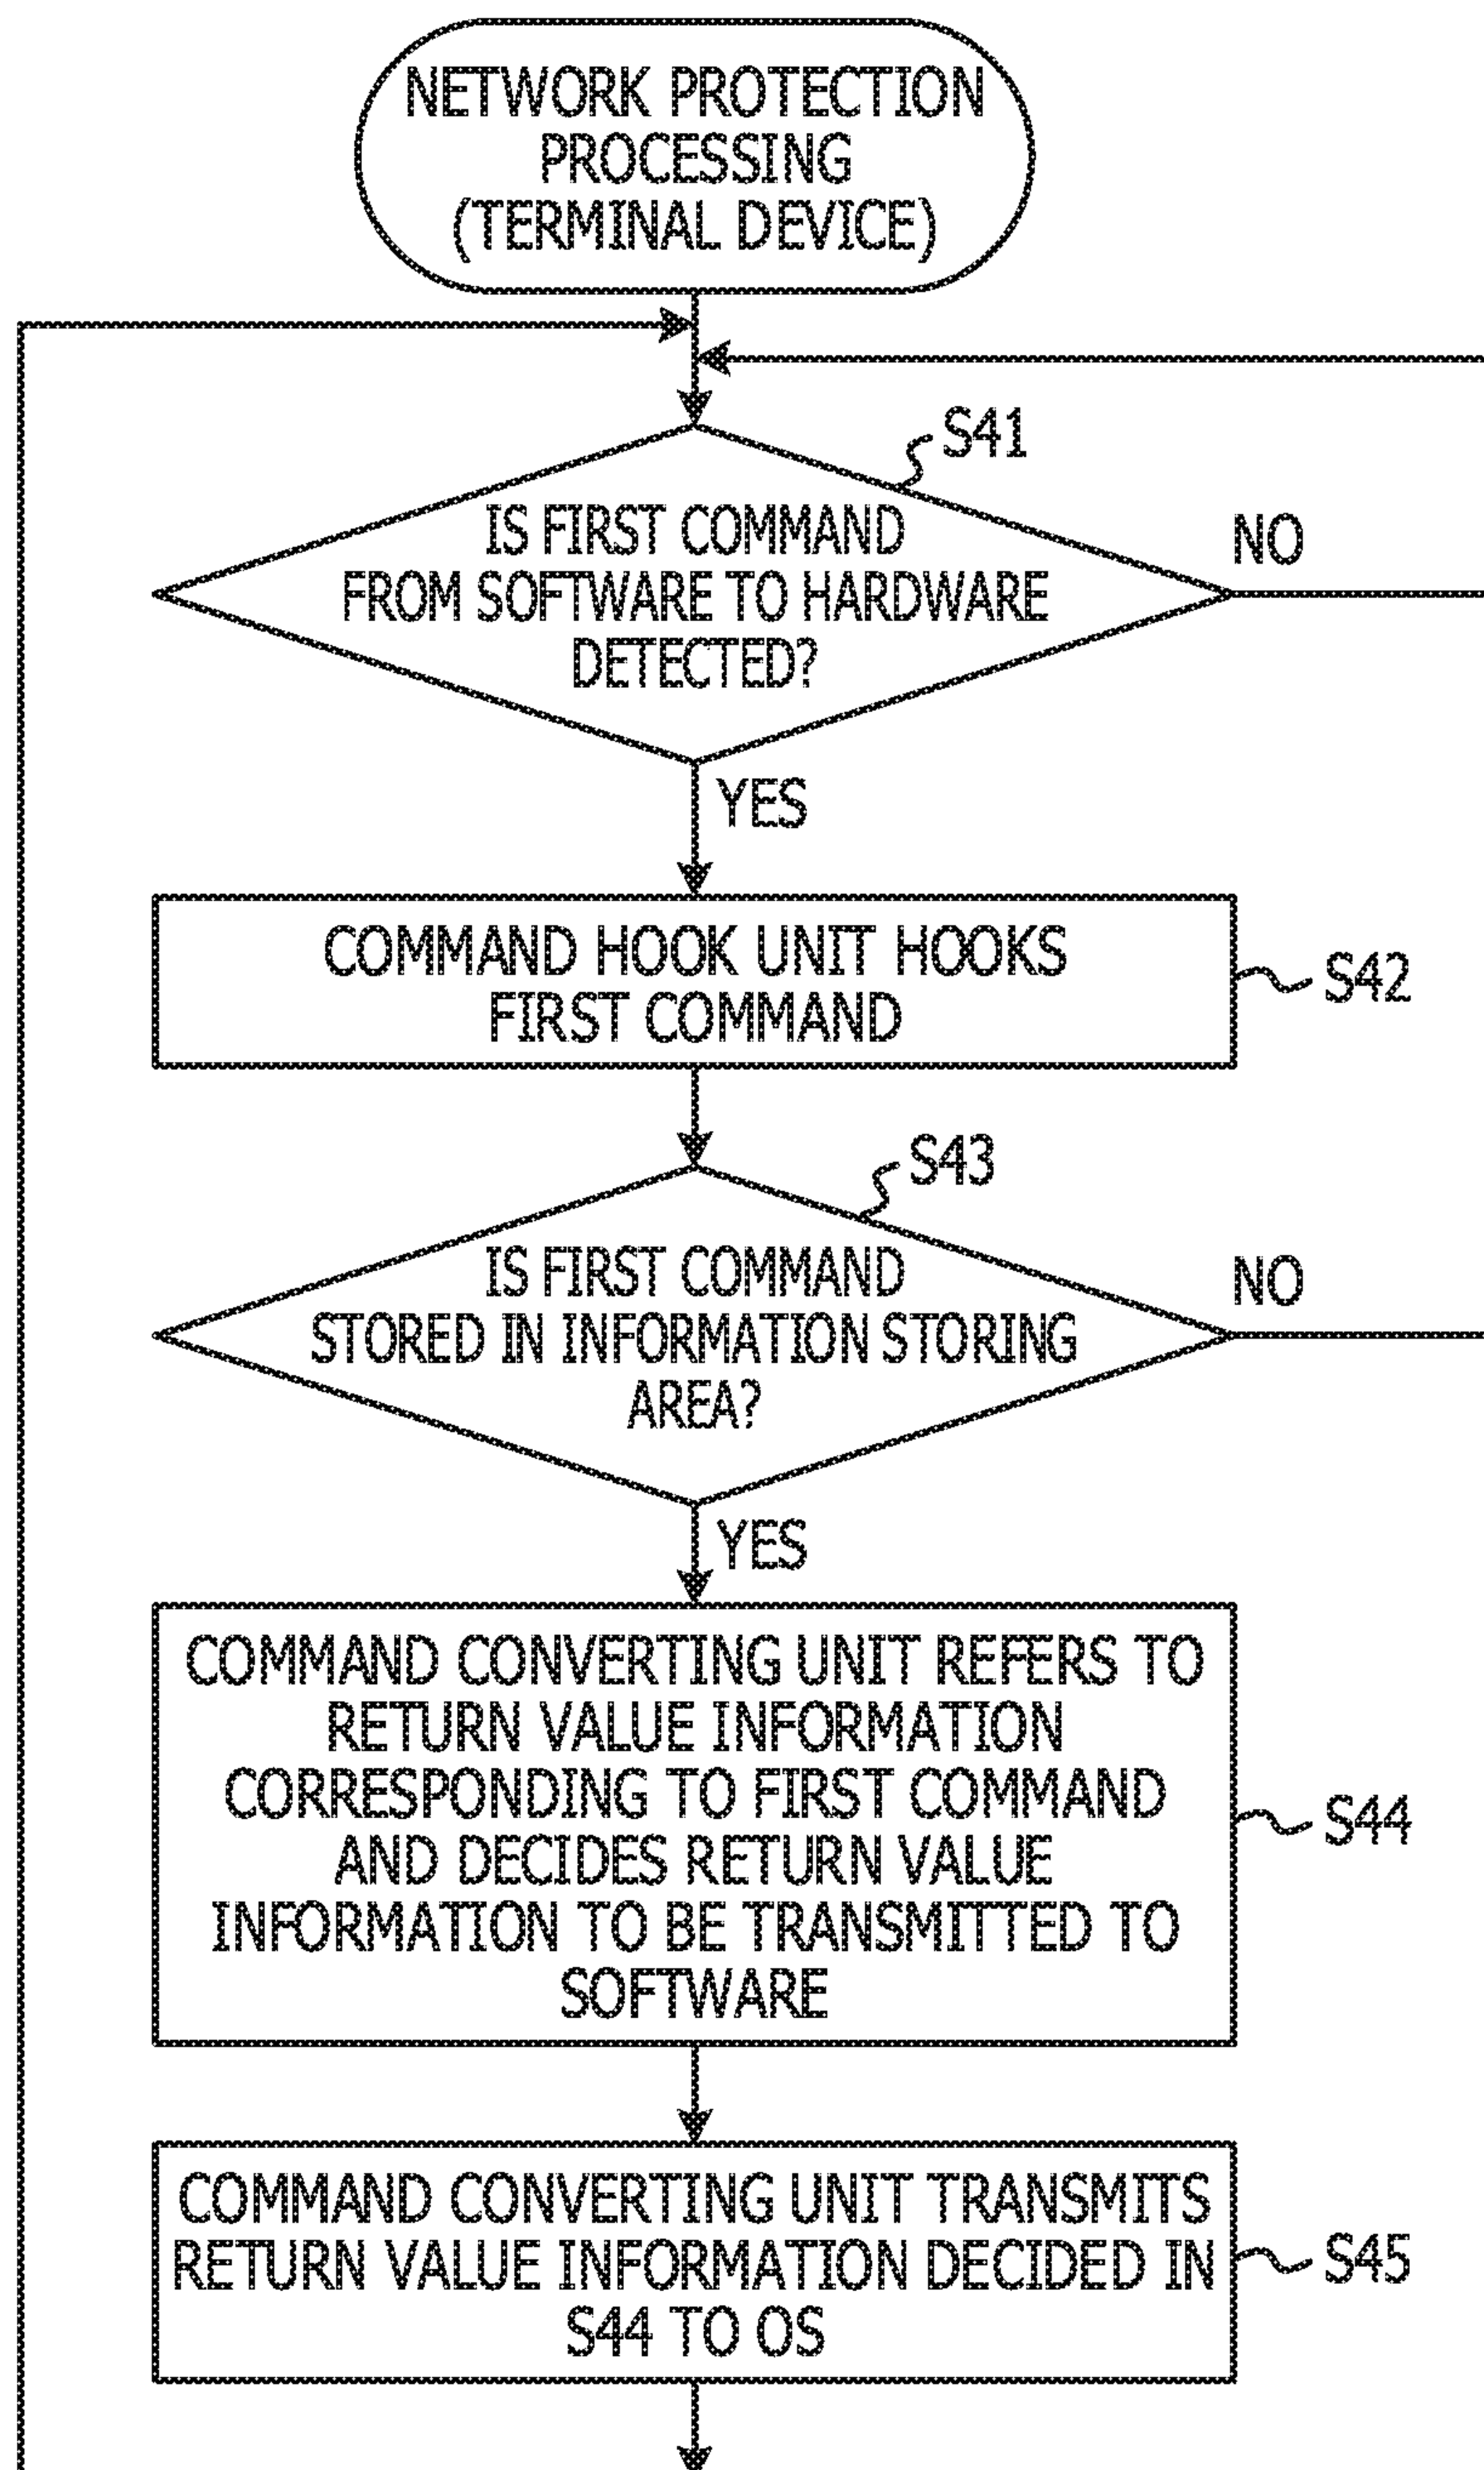 NETWORK PROTECTION
PROCESSING
(TERMINAL DEVICE)
S41
IS FIRST COMMAND
FROM SOFTWARE TO HARDWARE
DETECTED?
NO
YES
COMMAND HOOK UNIT HOOKS
FIRST COMMAND
S42
S43
IS FIRST COMMAND
STORED IN INFORMATION STORING
AREA?
NO
YES
COMMAND CONVERTING UNIT REFERS TO
RETURN VALUE INFORMATION
CORRESPONDING TO FIRST COMMAND
AND DECIDES RETURN VALUE
INFORMATION TO BE TRANSMITTED TO
SOFTWARE
S44
COMMAND CONVERTING UNIT TRANSMITS
RETURN VALUE INFORMATION DECIDED IN
S44 TO OS
S45